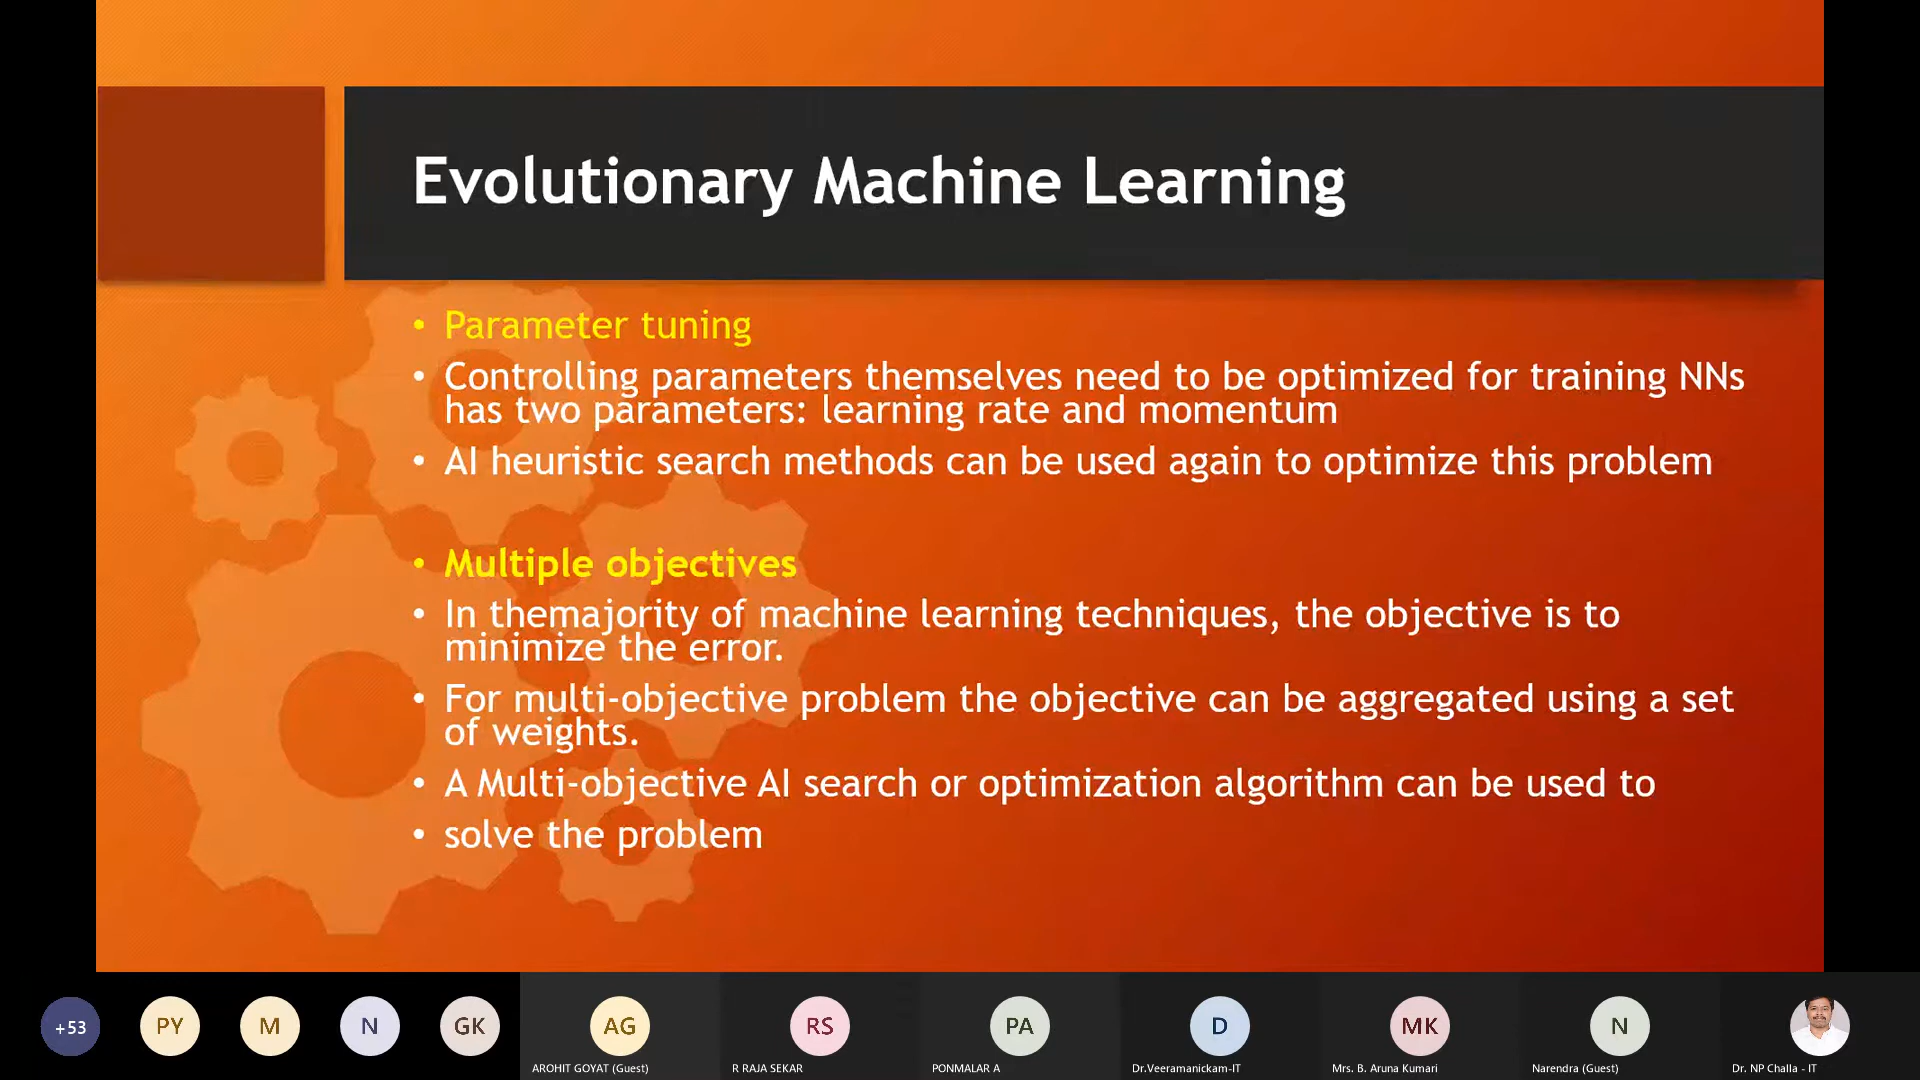 Evolutionary Machine Learning
• Parameter tuning
• Controlling parameters themselves need to be optimized for training NNs
has two parameters: learning rate and momentum
• AI heuristic search methods can be used again to optimize this problem
• Multiple objectives
• In themajority of machine learning techniques, the objective is to
minimize the error.
• For multi-objective problem the objective can be aggregated using a set
of weights.
• A Multi-objective AI search or optimization algorithm can be used to
• solve the problem
+53
PY
M
N
GK
AG
RS
PA
D
MK
N
AROHIT GOYAT (Guest)
R RAJA SEKAR
PONMALAR A
Dr.Veeramanickam-IT
Mrs. B. Aruna Kumari
Narendra (Guest)
Dr. NP Challa - IT